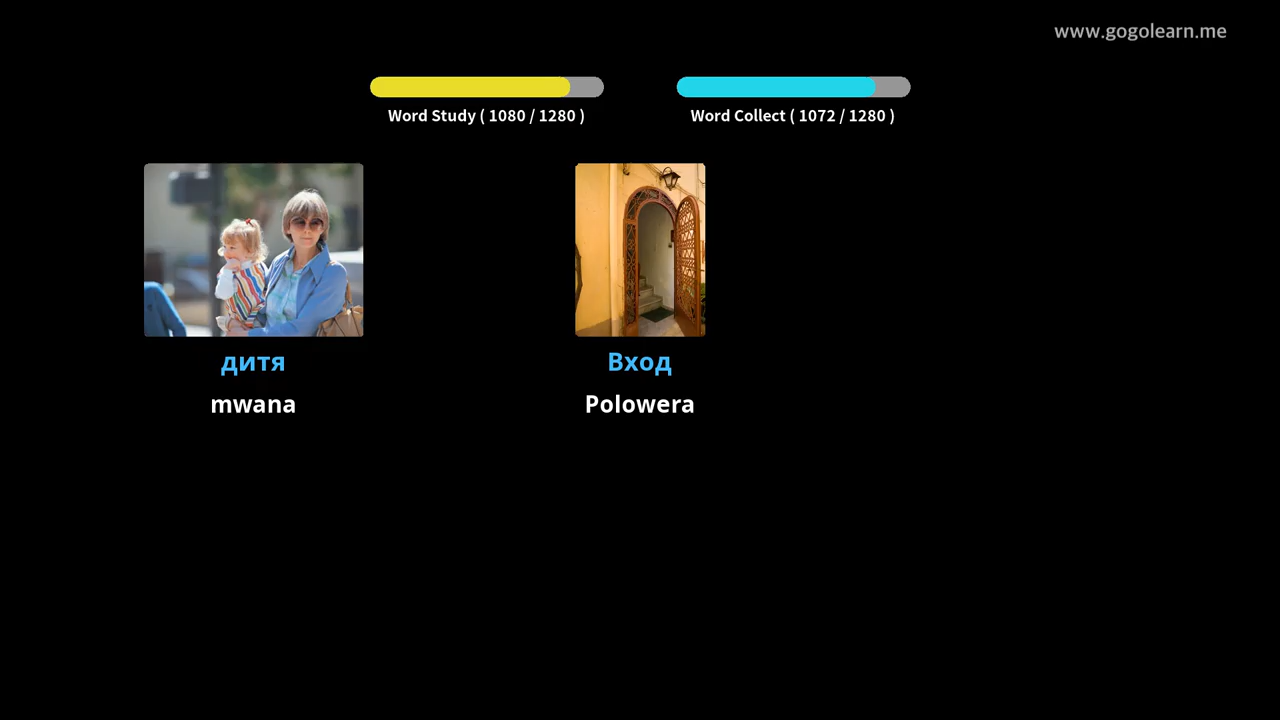 www.gogolearn.me
Word Study ( 1080 / 1280 )
Word Collect ( 1072 / 1280 )
дитя
mwana
Вход
Polowera